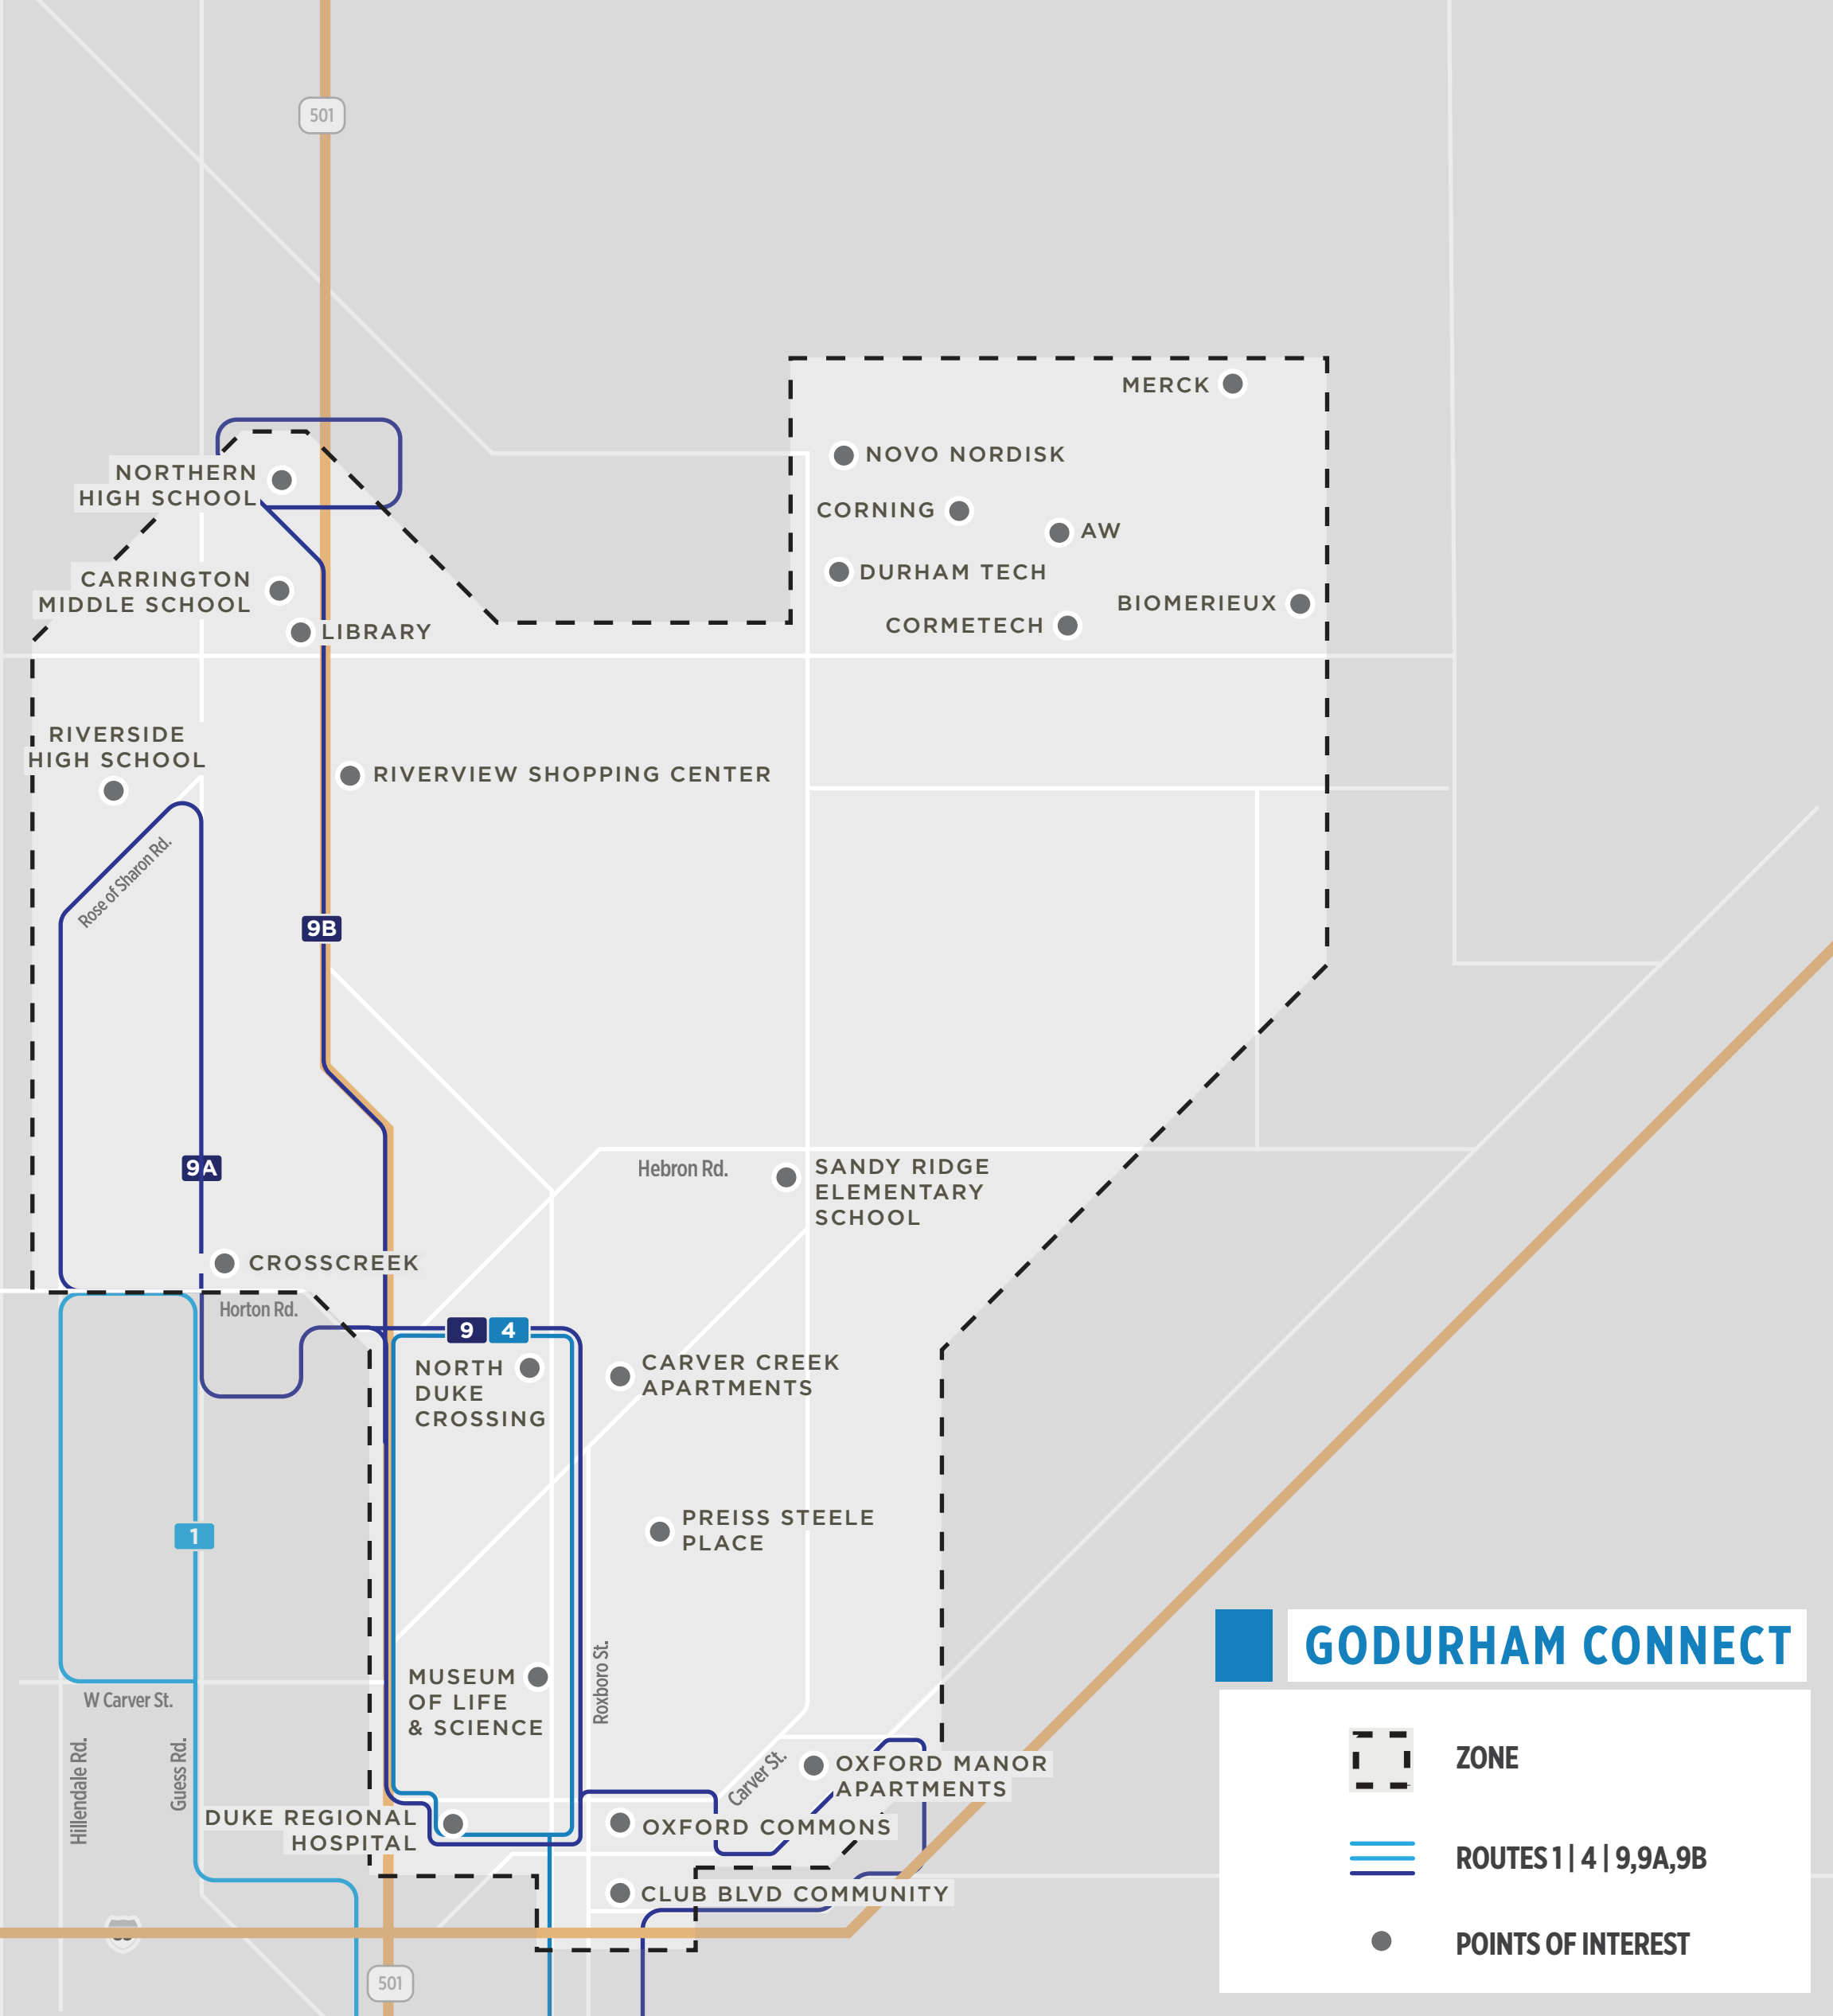 501
MERCK
NOVO NORDISK
NORTHERN
HIGH SCHOOL
CORNING
AW
DURHAM TECH
CARRINGTON
MIDDLE SCHOOL
BIOMERIEUX
CORMETECH
LIBRARY
RIVERSIDE
HIGH SCHOOL
RIVERVIEW SHOPPING CENTER
Rose of Sharon Rd.
9B
9A
Hebron Rd.
SANDY RIDGE
ELEMENTARY
SCHOOL
CROSSCREEK
Horton Rd.
9
4
NORTH
DUKE
CROSSING
CARVER CREEK
APARTMENTS
1
PREISS STEELE
PLACE
GODURHAM CONNECT
MUSEUM
OF LIFE
& SCIENCE
Roxboro St.
W Carver St.
Hillendale Rd.
Guess Rd.
Carver St.
OXFORD MANOR
APARTMENTS
ZONE
DUKE REGIONAL
HOSPITAL
OXFORD COMMONS
ROUTES 1 | 4 | 9,9A,9B
CLUB BLVD COMMUNITY
POINTS OF INTEREST
501